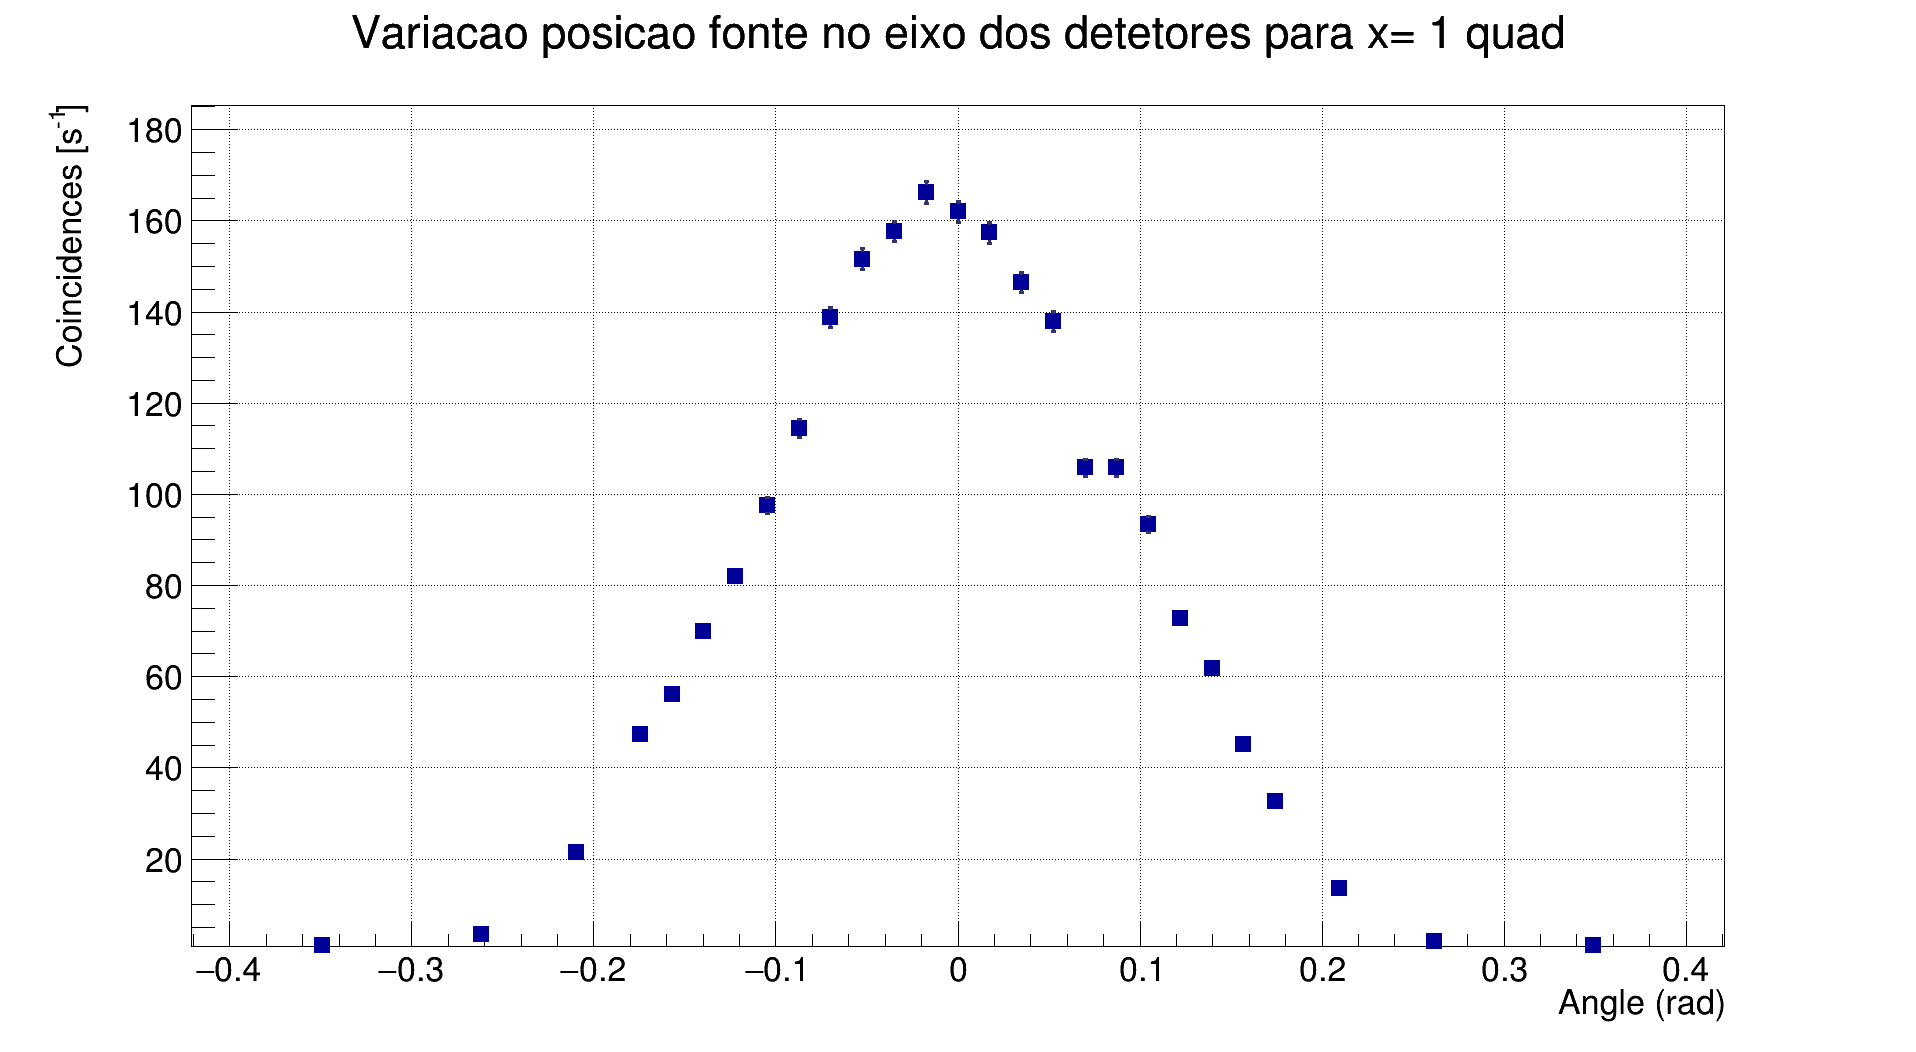 Variacao posicao fonte no eixo dos detetores para x= 1 quad
Coincidences [s⁻¹]
180
160
140
120
100
80
60
40
20
−0.4 −0.3 −0.2 −0.1 0 0.1 0.2 0.3 0.4
Angle (rad)